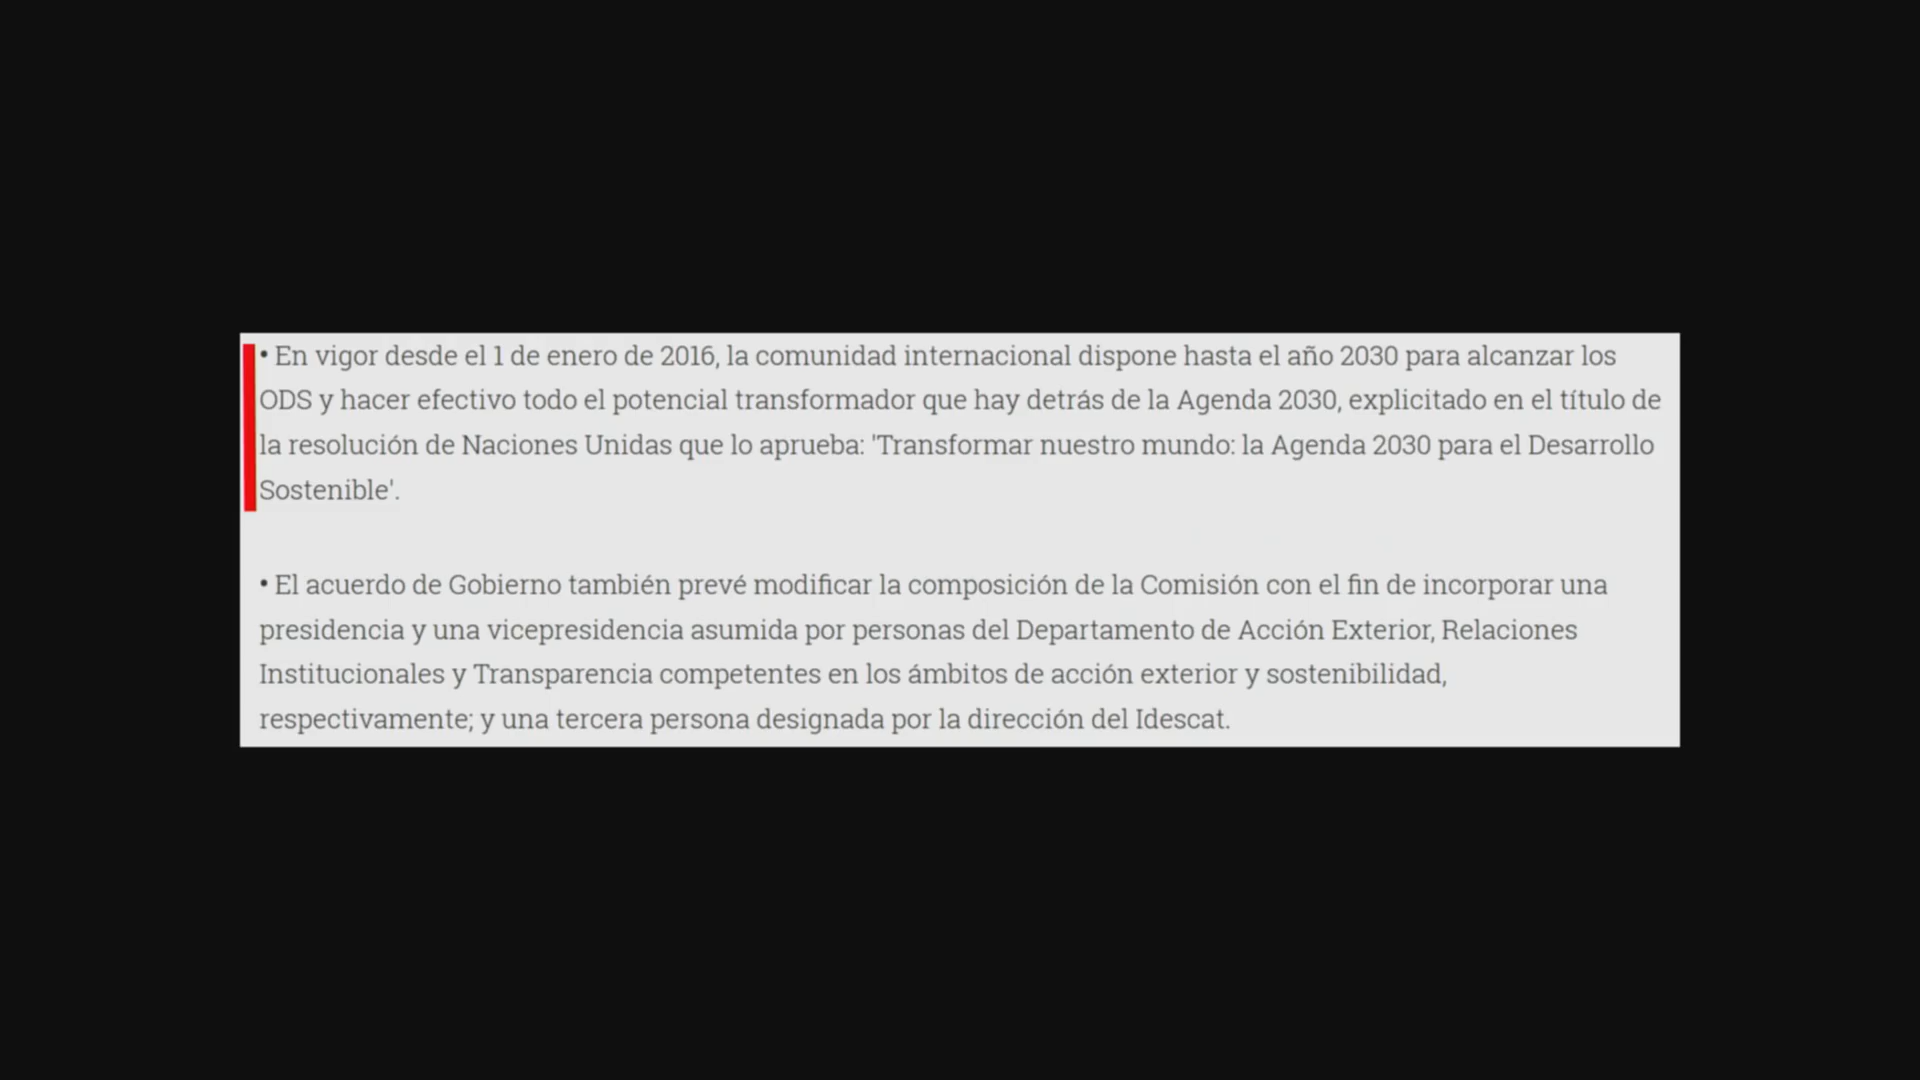 • En vigor desde el 1 de enero de 2016, la comunidad internacional dispone hasta el año 2030 para alcanzar los
ODS y hacer efectivo todo el potencial transformador que hay detrás de la Agenda 2030, explicitado en el título de
la resolución de Naciones Unidas que lo aprueba: 'Transformar nuestro mundo: la Agenda 2030 para el Desarrollo
Sostenible'.
• El acuerdo de Gobierno también prevé modificar la composición de la Comisión con el fin de incorporar una
presidencia y una vicepresidencia asumida por personas del Departamento de Acción Exterior, Relaciones
Institucionales y Transparencia competentes en los ámbitos de acción exterior y sostenibilidad,
respectivamente; y una tercera persona designada por la dirección del Idescat.